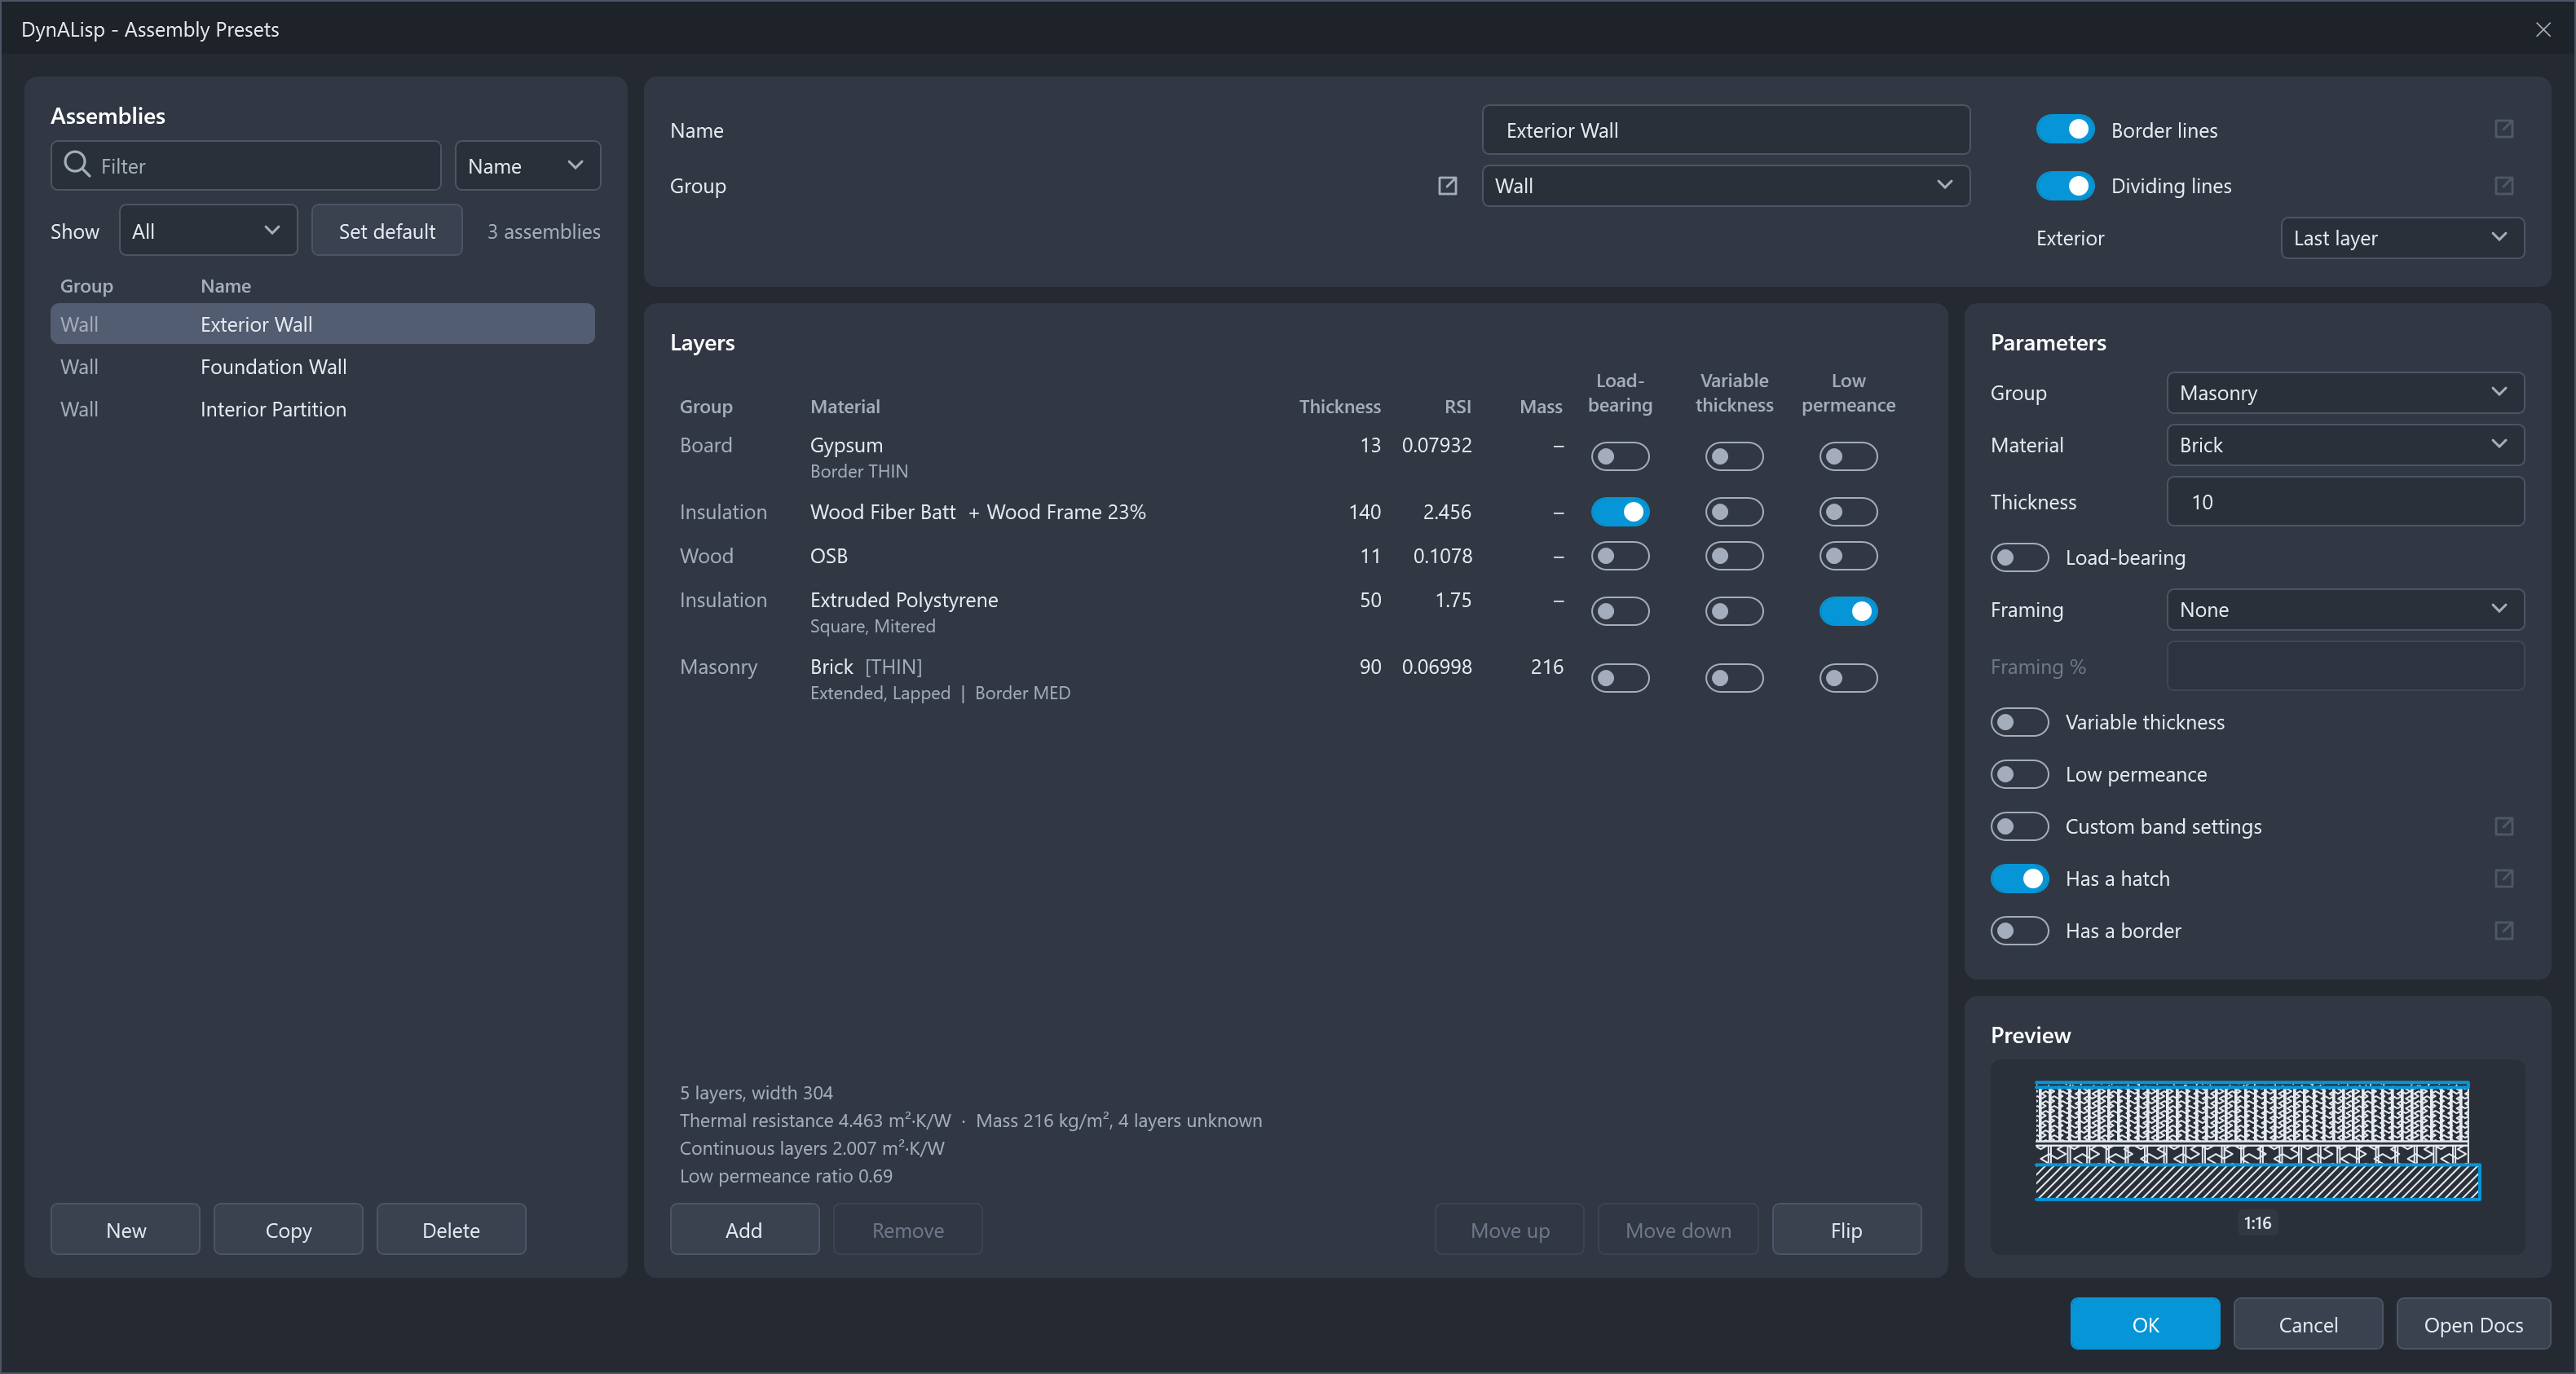 DynALisp - Assembly Presets
Assemblies
Filter
Name
Show
All
Set default
3 assemblies
Group Name
Wall Exterior Wall
Wall Foundation Wall
Wall Interior Partition
New
Copy
Delete
Name
Exterior Wall
Group
Wall
Border lines
Dividing lines
Exterior
Last layer
Layers
Group Material Thickness RSI Mass Load-bearing Variable thickness Low permeance
Board Gypsum 13 0.07932 –
Border THIN
Insulation Wood Fiber Batt + Wood Frame 23% 140 2.456 –
Wood OSB 11 0.1078 –
Insulation Extruded Polystyrene 50 1.75 –
Square, Mitered
Masonry Brick [THIN] 90 0.06998 216
Extended, Lapped | Border MED
5 layers, width 304
Thermal resistance 4.463 m²·K/W · Mass 216 kg/m², 4 layers unknown
Continuous layers 2.007 m²·K/W
Low permeance ratio 0.69
Add
Remove
Move up
Move down
Flip
Parameters
Group
Masonry
Material
Brick
Thickness
10
Load-bearing
Framing
None
Framing %
Variable thickness
Low permeance
Custom band settings
Has a hatch
Has a border
Preview
1:16
OK
Cancel
Open Docs